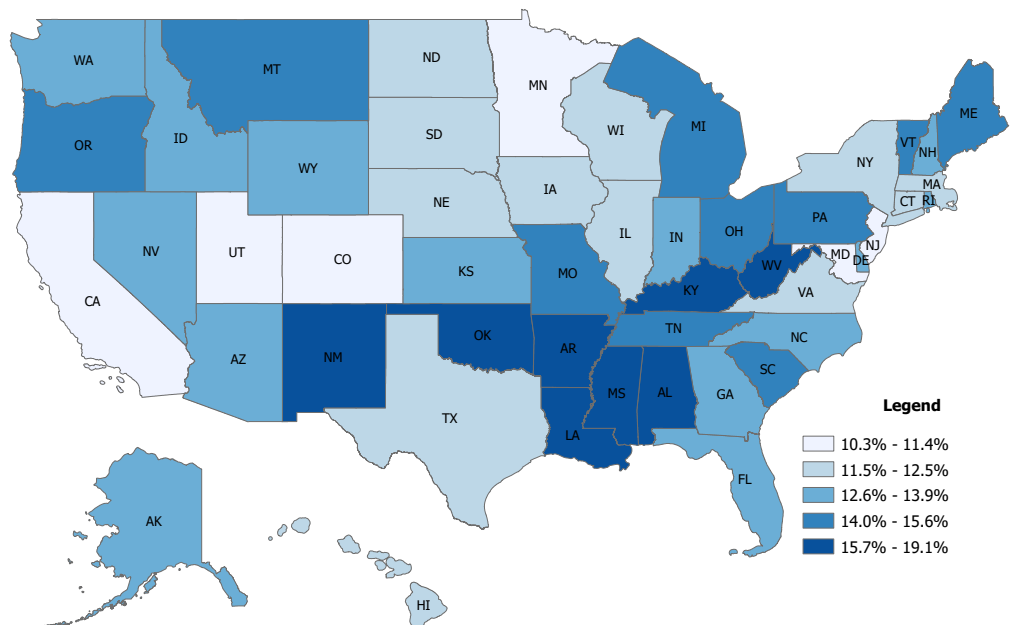 WA
MT
ND
MN
ME
SD
WI
MI
OR
ID
VT
NH
NY
WY
MA
IA
NE
CT
RI
PA
NV
UT
CO
KS
IL
IN
OH
NJ
MD
DE
MO
WV
KY
VA
CA
TN
NC
OK
AR
AZ
NM
SC
MS
AL
GA
TX
LA
FL
AK
HI
Legend
10.3% - 11.4%
11.5% - 12.5%
12.6% - 13.9%
14.0% - 15.6%
15.7% - 19.1%